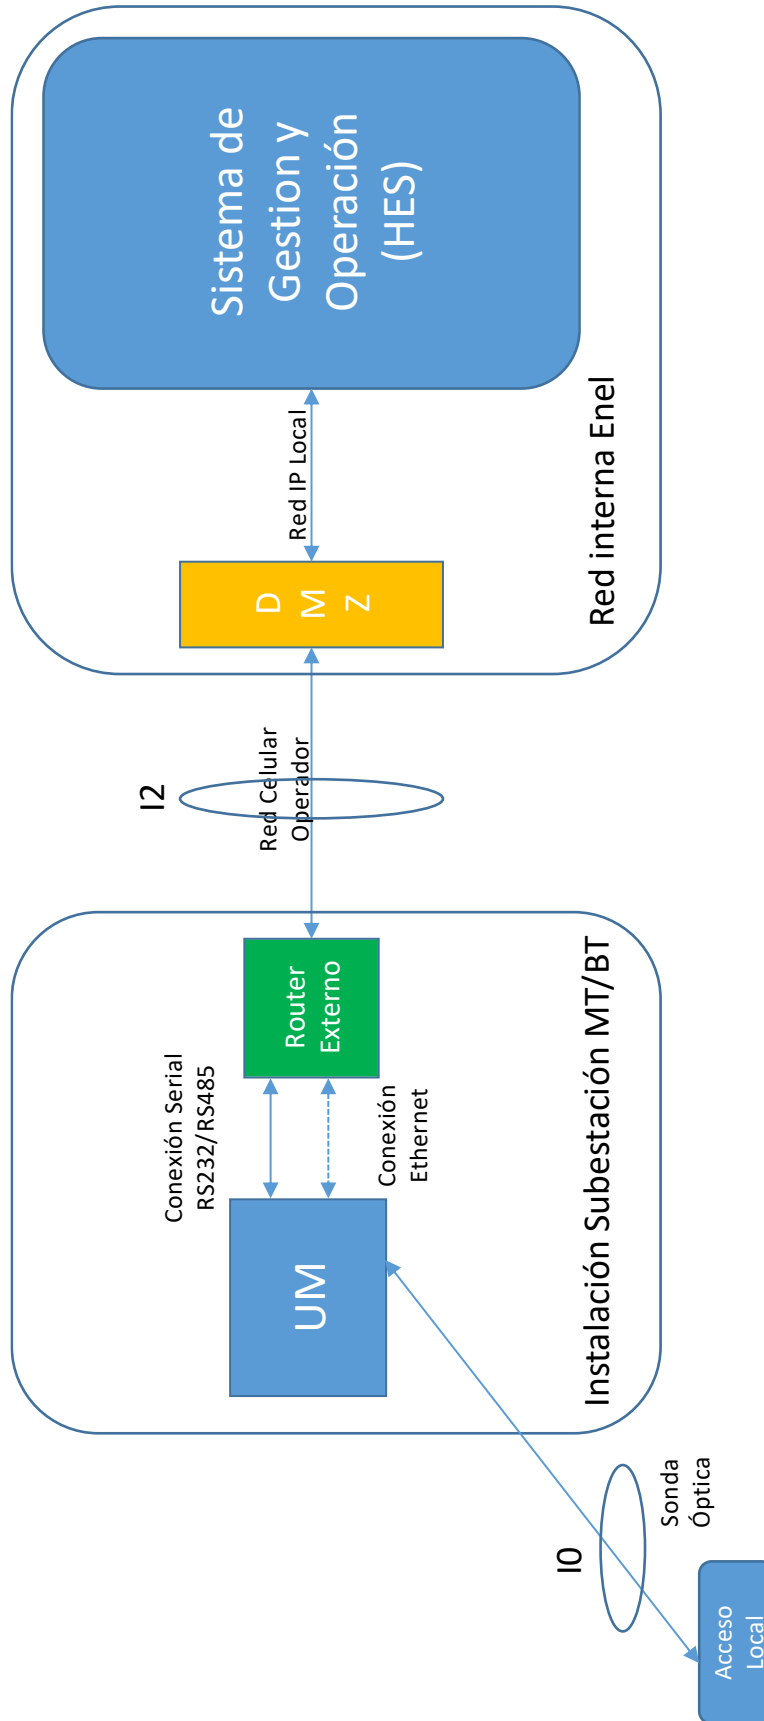 Sistema de
Gestion y
Operación
(HES)
Red IP Local
D
M
Z
Red interna Enel
I2
Red Celular
Operador
Router
Externo
Conexión Serial
RS232/RS485
Conexión
Ethernet
UM
Instalación Subestación MT/BT
I0
Sonda
Óptica
Acceso
Local